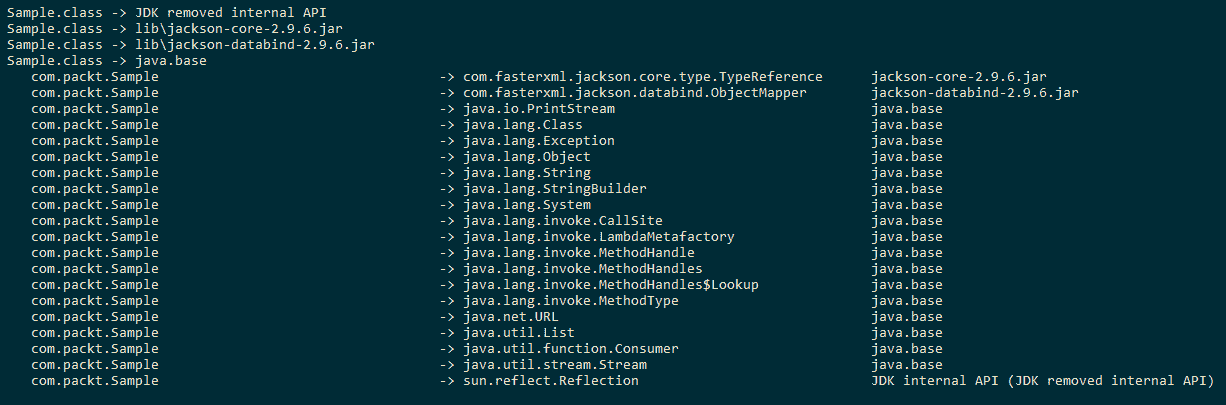 Sample.class -> JDK removed internal API
Sample.class -> lib\jackson-core-2.9.6.jar
Sample.class -> lib\jackson-databind-2.9.6.jar
Sample.class -> java.base
com.packt.Sample -> com.fasterxml.jackson.core.type.TypeReference jackson-core-2.9.6.jar
com.packt.Sample -> com.fasterxml.jackson.databind.ObjectMapper jackson-databind-2.9.6.jar
com.packt.Sample -> java.io.PrintStream java.base
com.packt.Sample -> java.lang.Class java.base
com.packt.Sample -> java.lang.Exception java.base
com.packt.Sample -> java.lang.Object java.base
com.packt.Sample -> java.lang.String java.base
com.packt.Sample -> java.lang.StringBuilder java.base
com.packt.Sample -> java.lang.System java.base
com.packt.Sample -> java.lang.invoke.CallSite java.base
com.packt.Sample -> java.lang.invoke.LambdaMetafactory java.base
com.packt.Sample -> java.lang.invoke.MethodHandle java.base
com.packt.Sample -> java.lang.invoke.MethodHandles java.base
com.packt.Sample -> java.lang.invoke.MethodHandles$Lookup java.base
com.packt.Sample -> java.lang.invoke.MethodType java.base
com.packt.Sample -> java.net.URL java.base
com.packt.Sample -> java.util.List java.base
com.packt.Sample -> java.util.function.Consumer java.base
com.packt.Sample -> java.util.stream.Stream java.base
com.packt.Sample -> sun.reflect.Reflection JDK internal API (JDK removed internal API)